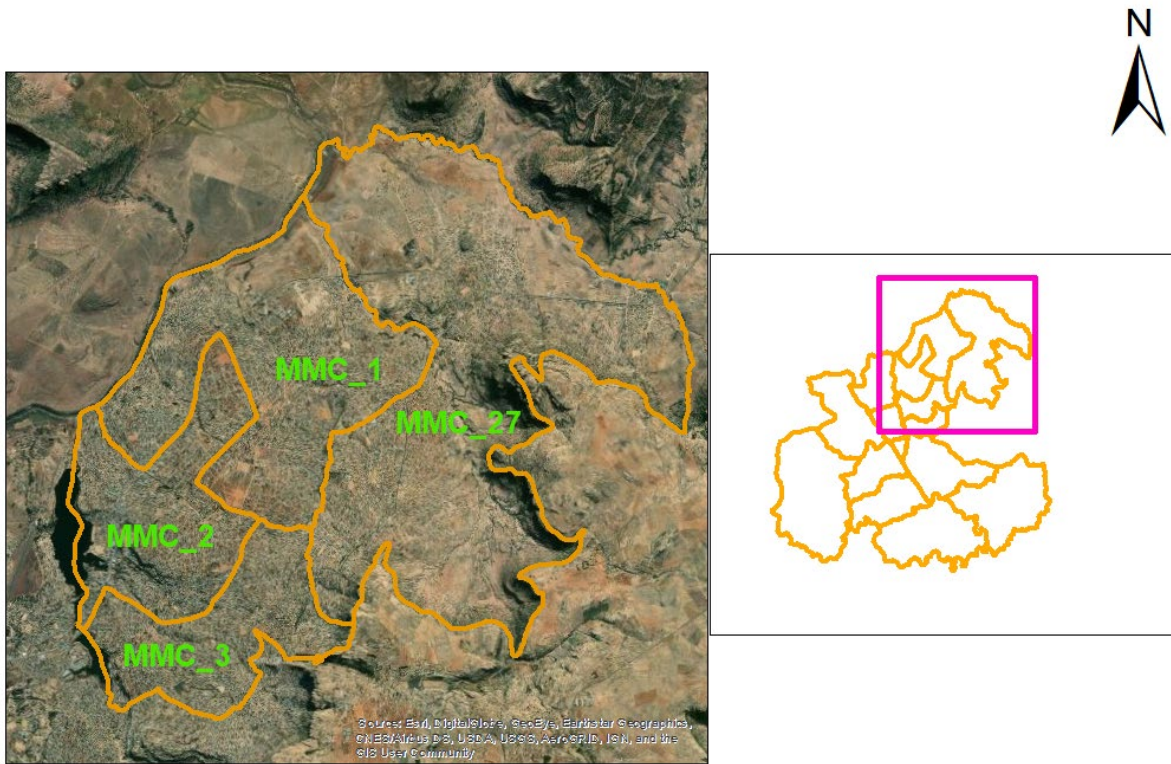 N
MMC_1
MMC_27
MMC_2
MMC_3
Source: Esri, DigitalGlobe, GeoEye, Earthstar Geographics,
CNES/Airbus DS, USDA, USGS, AeroGRID, IGN, and the
GIS User Community